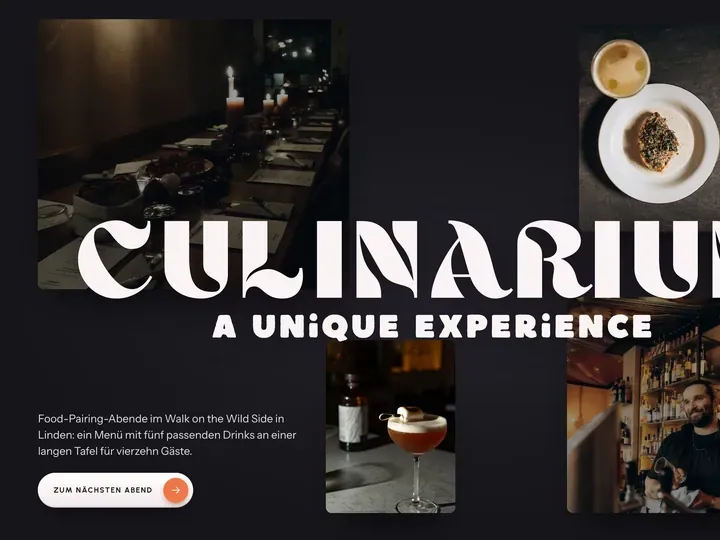 CULINARIU
A UNiQUE EXPERiENCE
Food-Pairing-Abende im Walk on the Wild Side in
Linden: ein Menü mit fünf passenden Drinks an einer
langen Tafel für vierzehn Gäste.
ZUM NÄCHSTEN ABEND